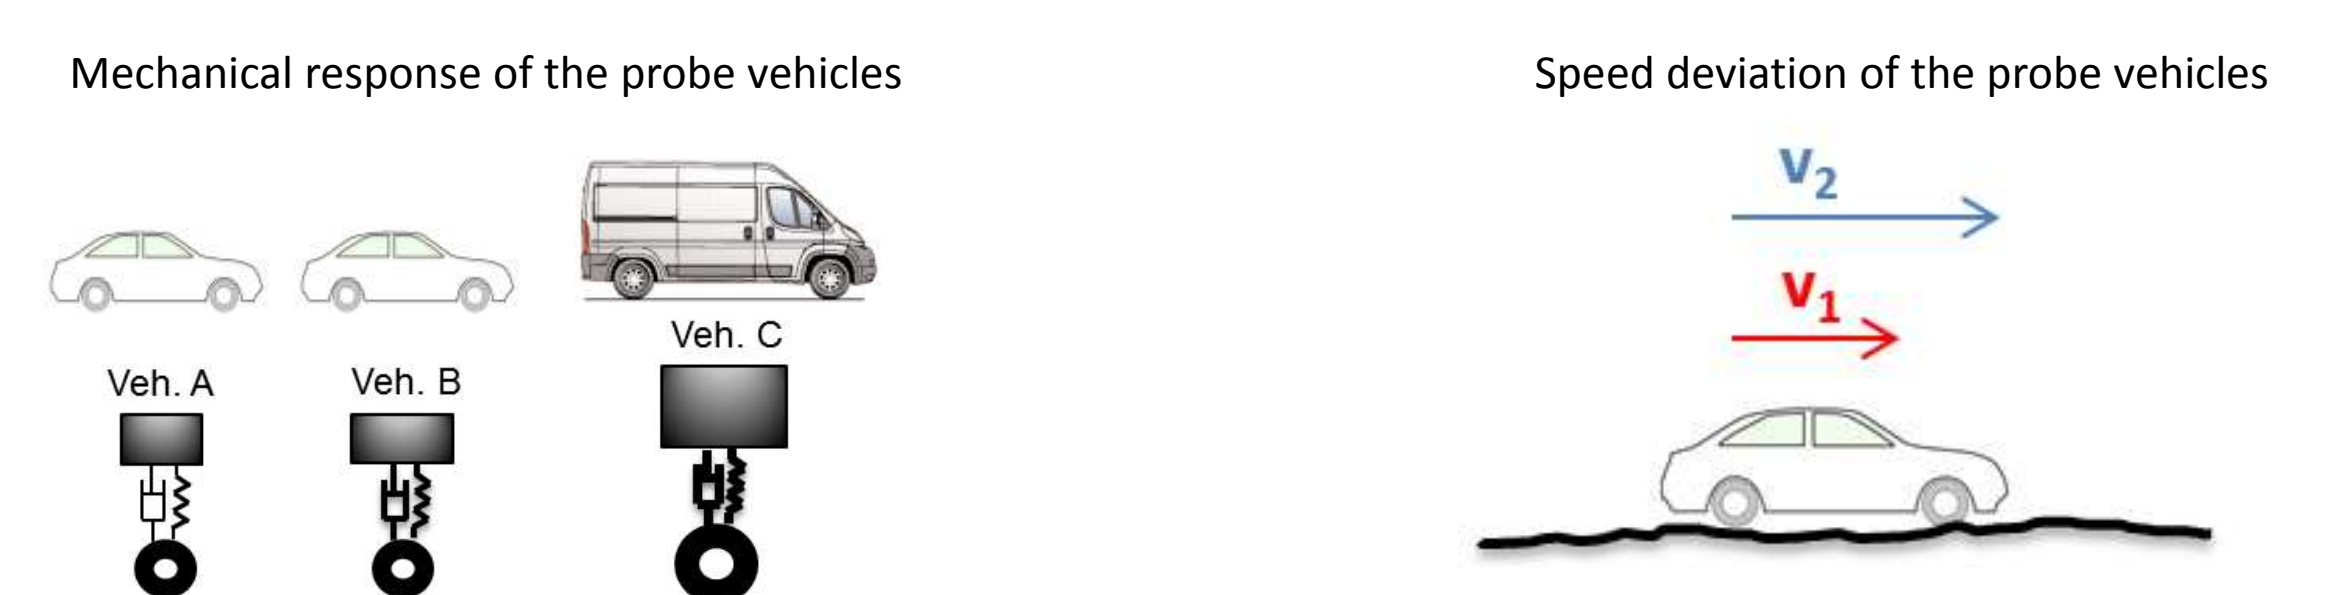 Mechanical response of the probe vehicles
Speed deviation of the probe vehicles
v2
v1
Veh. C
Veh. A
Veh. B